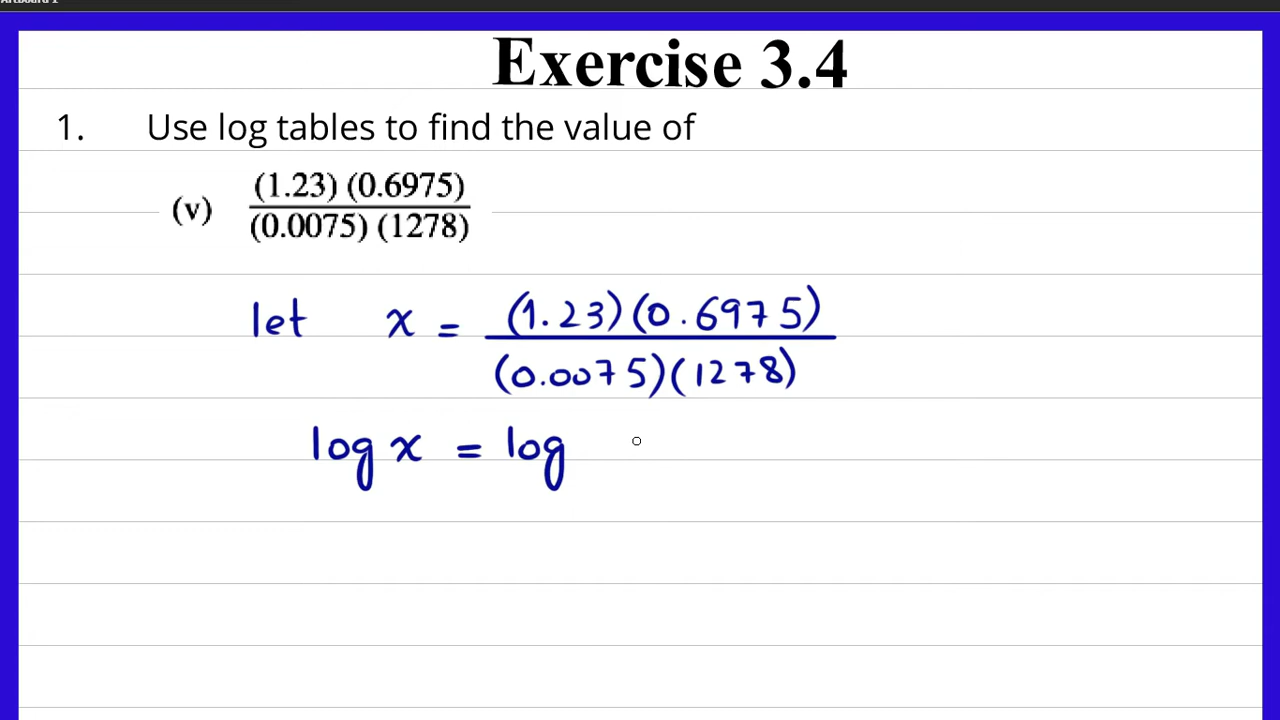 Exercise 3.4
1. Use log tables to find the value of
(v) (1.23) (0.6975)
(0.0075) (1278)
let x = (1.23)(0.6975)
(0.0075)(1278)
log x = log